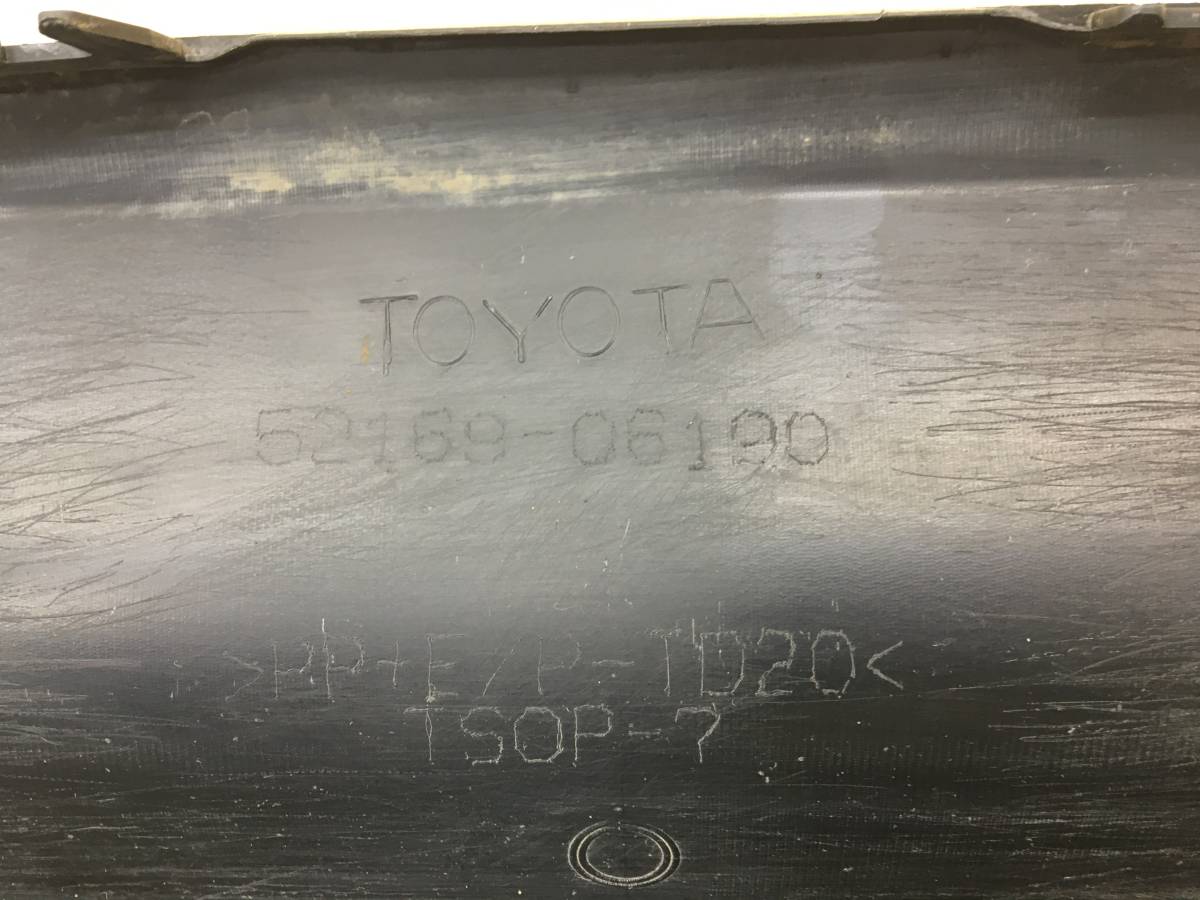 TOYOTA
52169-06190
>PP+E/P-TD20<
TSOP-7